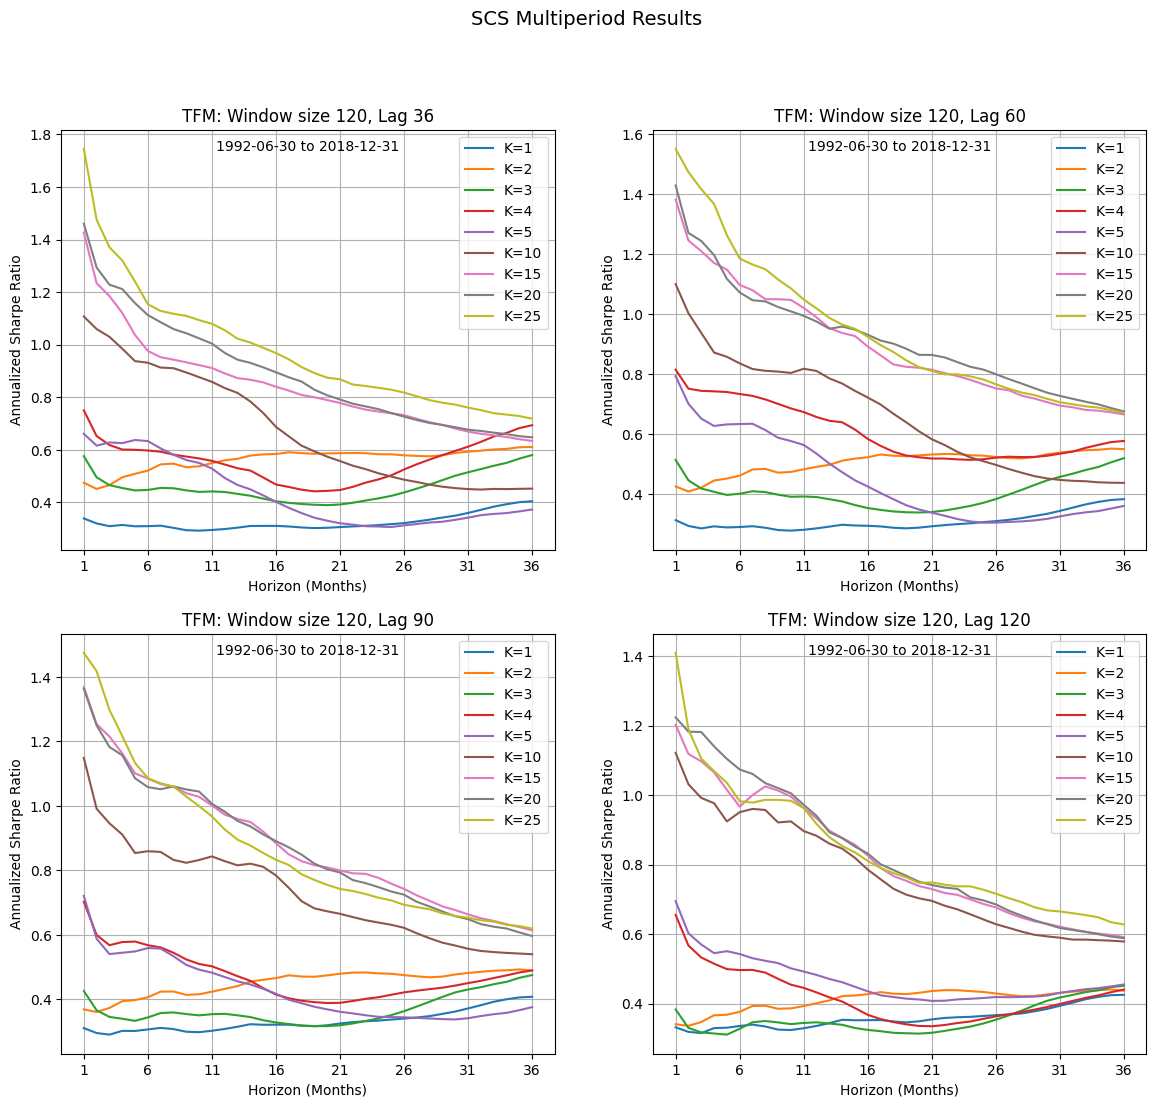 SCS Multiperiod Results
TFM: Window size 120, Lag 36
1992-06-30 to 2018-12-31
Annualized Sharpe Ratio
1.8
1.6
1.4
1.2
1.0
0.8
0.6
0.4
K=1
K=2
K=3
K=4
K=5
K=10
K=15
K=20
K=25
1 6 11 16 21 26 31 36
Horizon (Months)
TFM: Window size 120, Lag 60
1992-06-30 to 2018-12-31
Annualized Sharpe Ratio
1.6
1.4
1.2
1.0
0.8
0.6
0.4
K=1
K=2
K=3
K=4
K=5
K=10
K=15
K=20
K=25
1 6 11 16 21 26 31 36
Horizon (Months)
TFM: Window size 120, Lag 90
1992-06-30 to 2018-12-31
Annualized Sharpe Ratio
1.4
1.2
1.0
0.8
0.6
0.4
K=1
K=2
K=3
K=4
K=5
K=10
K=15
K=20
K=25
1 6 11 16 21 26 31 36
Horizon (Months)
TFM: Window size 120, Lag 120
1992-06-30 to 2018-12-31
Annualized Sharpe Ratio
1.4
1.2
1.0
0.8
0.6
0.4
K=1
K=2
K=3
K=4
K=5
K=10
K=15
K=20
K=25
1 6 11 16 21 26 31 36
Horizon (Months)